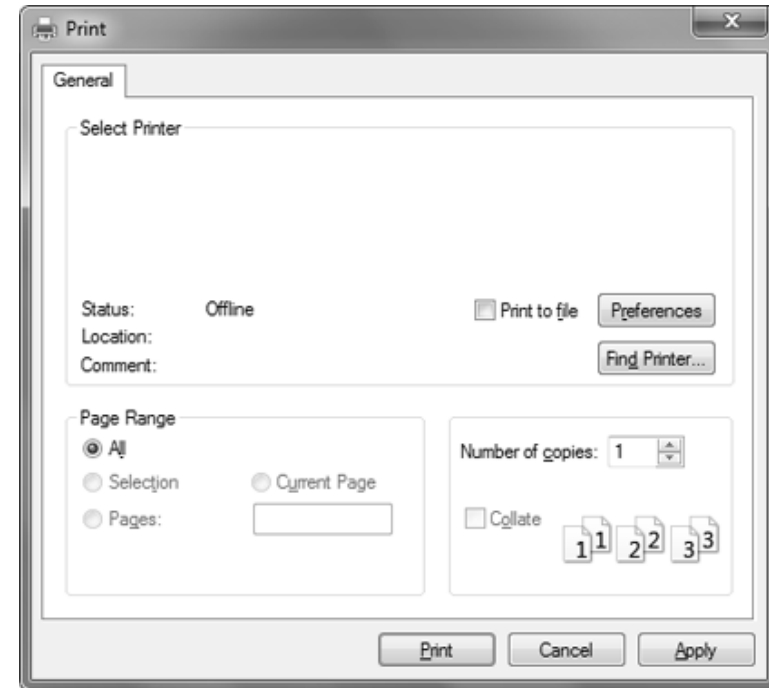 Print
General
Select Printer
Status: Offline
Print to file
Preferences
Location:
Comment:
Find Printer...
Page Range
All
Selection
Current Page
Pages:
Number of copies: 1
Collate
1 1 2 2 3 3
Print
Cancel
Apply